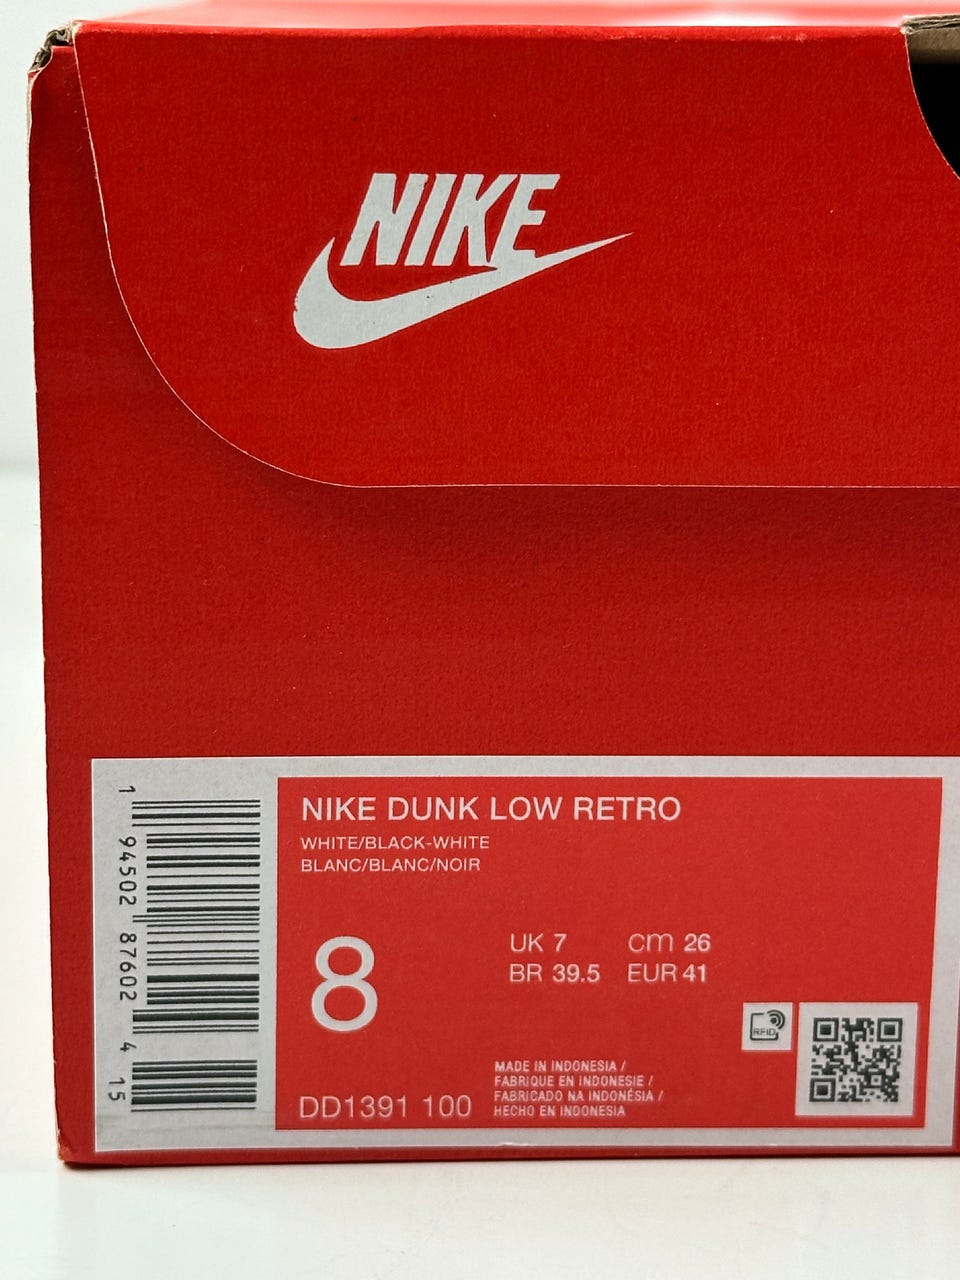 NIKE
NIKE DUNK LOW RETRO
WHITE/BLACK-WHITE
BLANC/BLANC/NOIR
8
UK 7 cm 26
BR 39.5 EUR 41
RFID
MADE IN INDONESIA /
FABRIQUE EN INDONESIE /
FABRICADO NA INDONÉSIA /
HECHO EN INDONESIA
DD1391 100
1 94502 87602 4 15